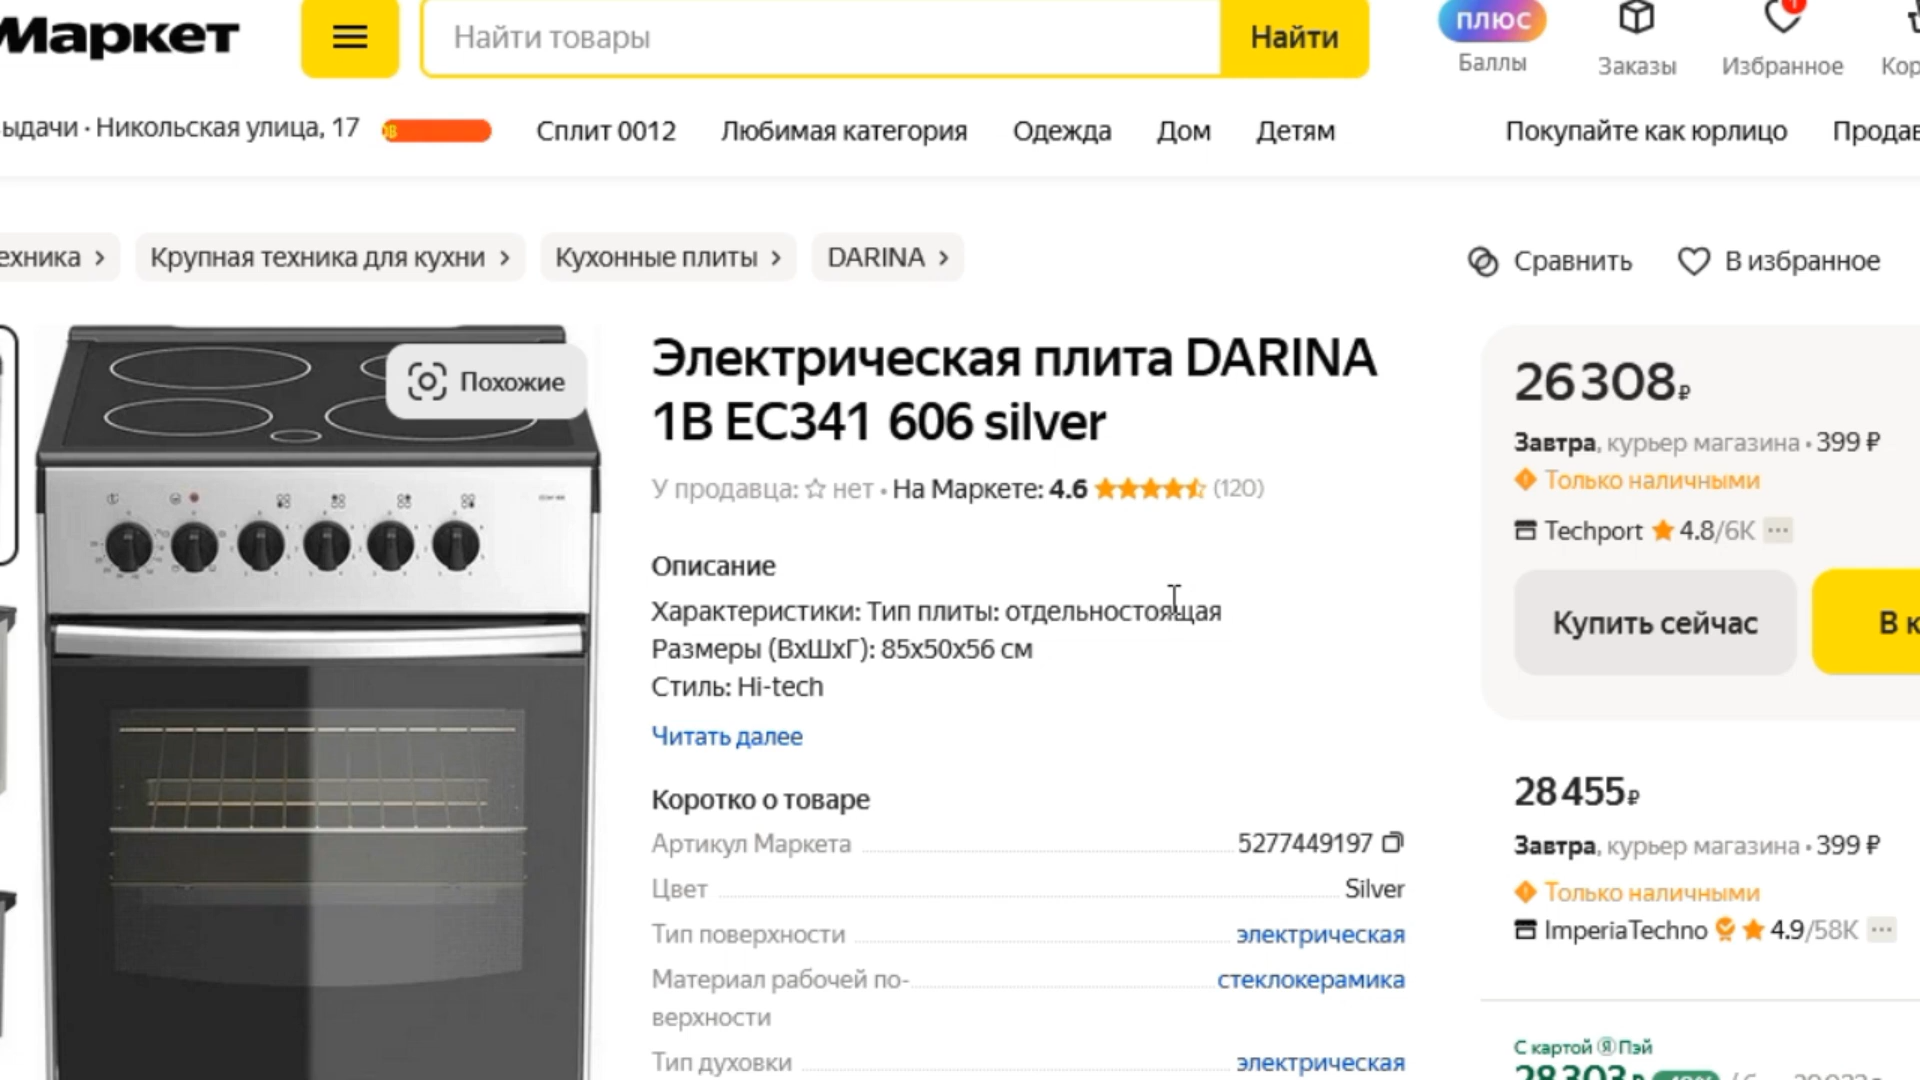 Маркет
Найти товары
Найти
плюс
Баллы
Заказы
1
Избранное
Кор
ыдачи · Никольская улица, 17
Сплит 0012
Любимая категория
Одежда
Дом
Детям
Покупайте как юрлицо
Продав
ехника
Крупная техника для кухни
Кухонные плиты
DARINA
Сравнить
В избранное
Похожие
Электрическая плита DARINA
1B EC341 606 silver
У продавца: нет · На Маркете: 4.6 (120)
Описание
Характеристики: Тип плиты: отдельностоящая
Размеры (ВхШхГ): 85х50х56 см
Стиль: Hi-tech
Читать далее
Коротко о товаре
Артикул Маркета 5277449197
Цвет Silver
Тип поверхности электрическая
Материал рабочей по- стеклокерамика
верхности
Тип духовки электрическая
26 308 ₽
Завтра, курьер магазина · 399 ₽
Только наличными
Techport 4.8/6K
Купить сейчас
В к
28 455 ₽
Завтра, курьер магазина · 399 ₽
Только наличными
ImperiaTechno 4.9/58K
С картой Я Пэй
28 303 ₽